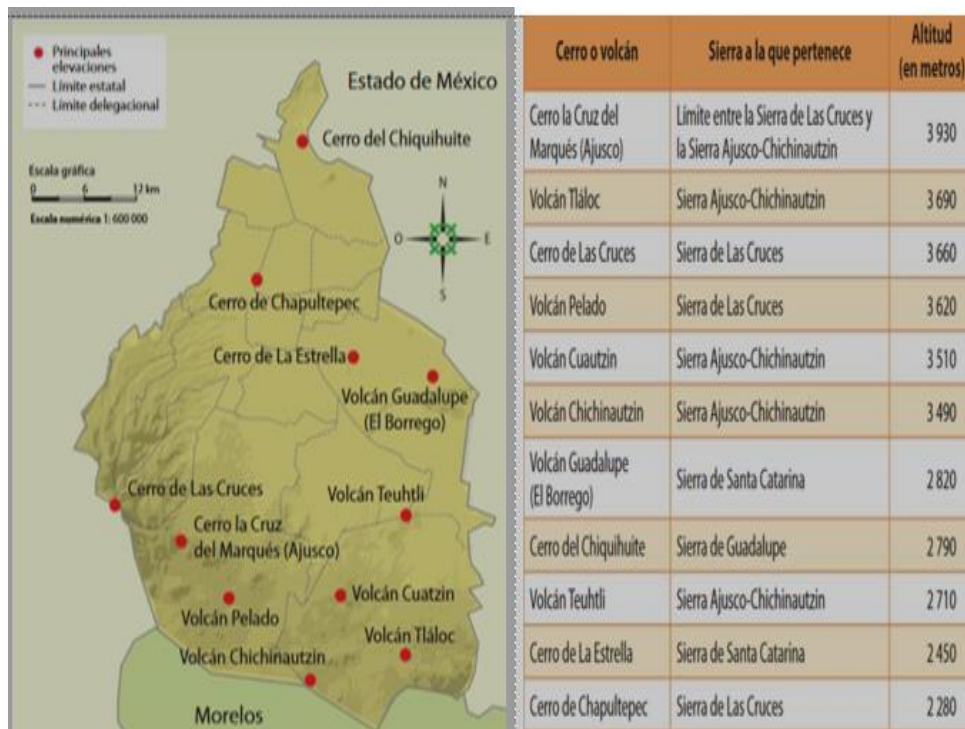 Principales
elevaciones
Límite estatal
Límite delegacional
Escala gráfica
0 6 12 km
Escala numérica 1: 600 000
Estado de México
Cerro del Chiquihuite
N
O E
S
Cerro de Chapultepec
Cerro de La Estrella
Volcán Guadalupe
(El Borrego)
Cerro de Las Cruces
Volcán Teuhtli
Cerro la Cruz
del Marqués (Ajusco)
Volcán Cuatzin
Volcán Pelado
Volcán Tláloc
Volcán Chichinautzin
Morelos
Cerro o volcán Sierra a la que pertenece Altitud
(en metros)
Cerro la Cruz del
Marqués (Ajusco) Límite entre la Sierra de Las Cruces y
la Sierra Ajusco-Chichinautzin 3 930
Volcán Tláloc Sierra Ajusco-Chichinautzin 3 690
Cerro de Las Cruces Sierra de Las Cruces 3 660
Volcán Pelado Sierra de Las Cruces 3 620
Volcán Cuautzin Sierra Ajusco-Chichinautzin 3 510
Volcán Chichinautzin Sierra Ajusco-Chichinautzin 3 490
Volcán Guadalupe
(El Borrego) Sierra de Santa Catarina 2 820
Cerro del Chiquihuite Sierra de Guadalupe 2 790
Volcán Teuhtli Sierra Ajusco-Chichinautzin 2 710
Cerro de La Estrella Sierra de Santa Catarina 2 450
Cerro de Chapultepec Sierra de Las Cruces 2 280